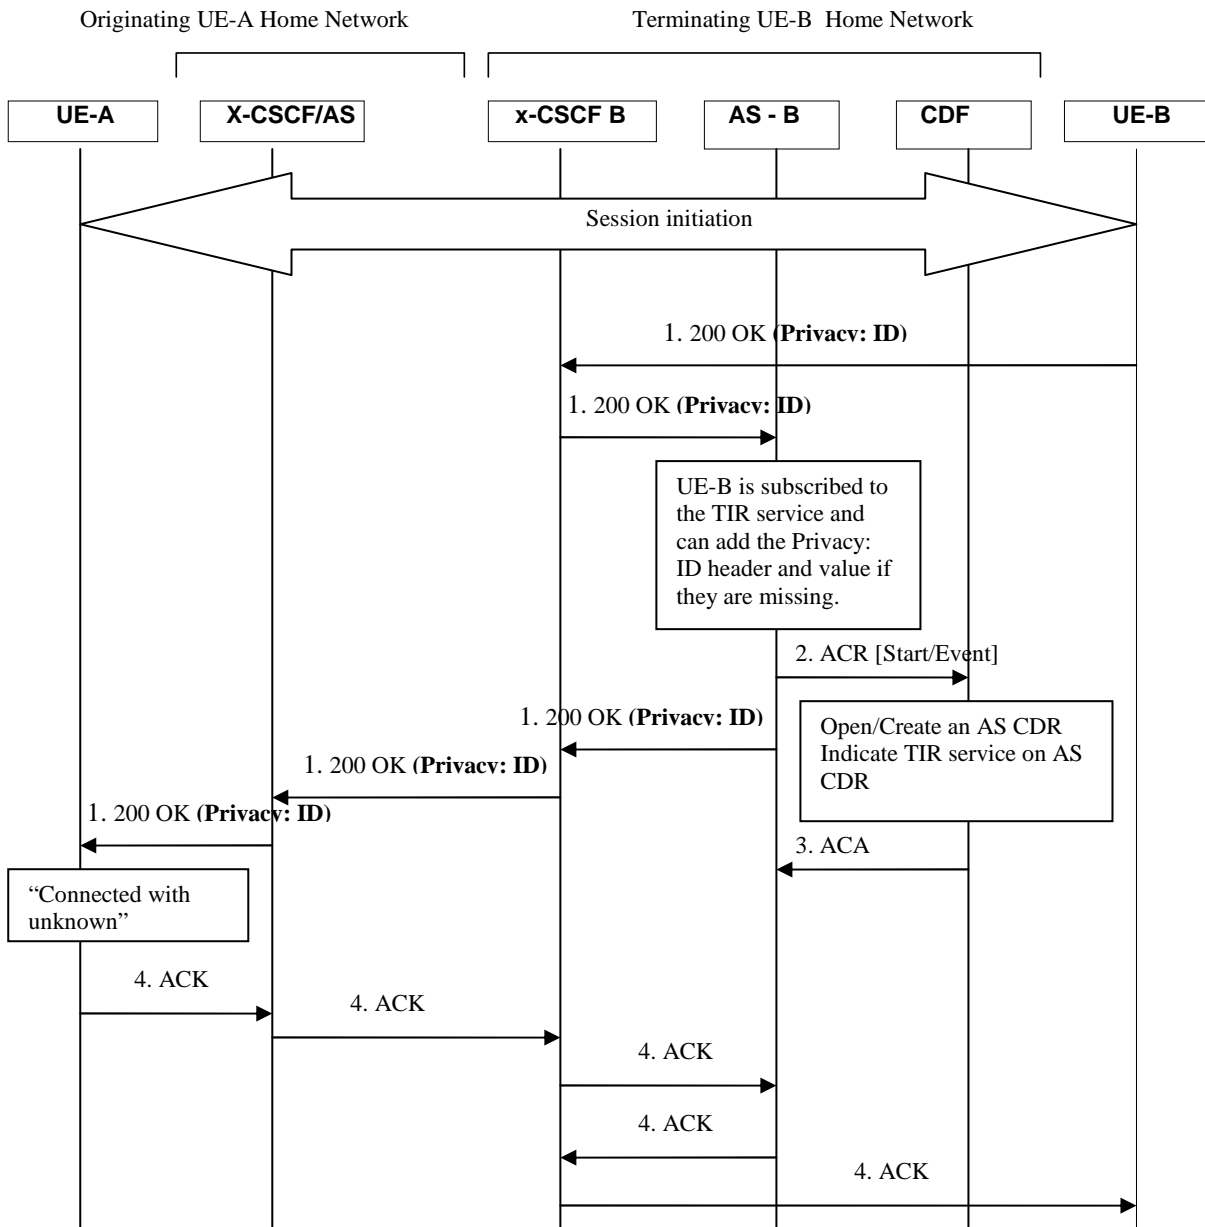 Originating UE-A Home Network
Terminating UE-B Home Network
UE-A
X-CSCF/AS
x-CSCF B
AS - B
CDF
UE-B
Session initiation
1. 200 OK (Privacy: ID)
1. 200 OK (Privacy: ID)
UE-B is subscribed to
the TIR service and
can add the Privacy:
ID header and value if
they are missing.
2. ACR [Start/Event]
1. 200 OK (Privacy: ID)
Open/Create an AS CDR
Indicate TIR service on AS
CDR
1. 200 OK (Privacy: ID)
1. 200 OK (Privacy: ID)
3. ACA
“Connected with
unknown”
4. ACK
4. ACK
4. ACK
4. ACK
4. ACK